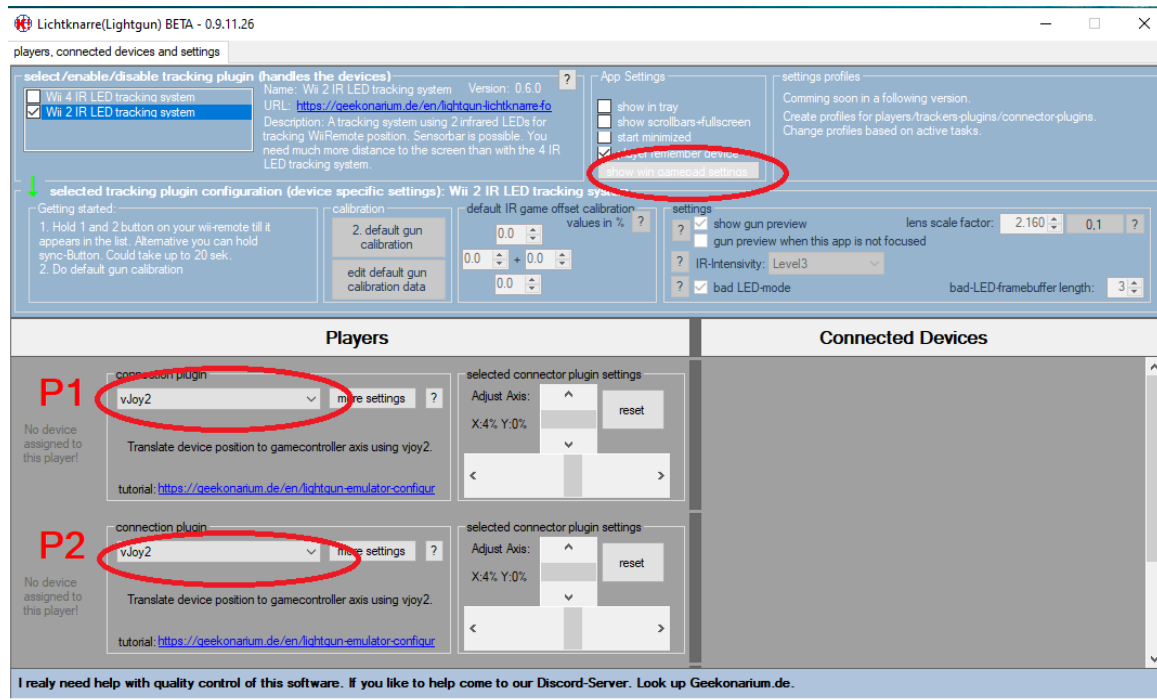 Lichtknarre(Lightgun) BETA - 0.9.11.26
players, connected devices and settings
select/enable/disable tracking plugin (handles the devices)
Wii 4 IR LED tracking system
Wii 2 IR LED tracking system
Name: Wii 2 IR LED tracking system Version: 0.6.0
?
URL: https://geekonarium.de/en/lightgun-lichtknarre-fo
Description: A tracking system using
2 infrared LEDs for
tracking WiiRemote position. Sensorbar is possible. You
need much more distance to the screen than with the 4 IR
LED tracking system.
App Settings
show in tray
show scrollbars+fullscreen
start minimized
player remember device
show win gamepad settings
settings profiles
Comming soon in a following version.
Create profiles for players/trackers-plugins/connector-plugins.
Change profiles based on active tasks.
selected tracking plugin configuration (device specific settings): Wii 2 IR LED tracking system
Getting started:
1. Hold 1 and 2 button on your wii-remote till it
appears in the list. Alternative you can hold
sync-Button. Could take up to 20 sek.
2. Do default gun calibration
calibration
2. default gun
calibration
edit default gun
calibration data
default IR game offset calibration
values in % ?
0.0
0.0 + 0.0
0.0
settings
? show gun preview lens scale factor: 2.160 0,1 ?
gun preview when this app is not focused
? IR-Intensivity: Level3
? bad LED-mode bad-LED-framebuffer length: 3
Players
Connected Devices
P1
No device
assigned to
this player!
connection plugin
vJoy2 more settings ?
Translate device position to gamecontroller axis using vjoy2.
tutorial: https://geekonarium.de/en/lightgun-emulator-configur
selected connector plugin settings
Adjust Axis:
X:4% Y:0%
reset
P2
No device
assigned to
this player!
connection plugin
vJoy2 more settings ?
Translate device position to gamecontroller axis using vjoy2.
tutorial: https://geekonarium.de/en/lightgun-emulator-configur
selected connector plugin settings
Adjust Axis:
X:4% Y:0%
reset
I realy need help with quality control of this software. If you like to help come to our Discord-Server. Look up Geekonarium.de.